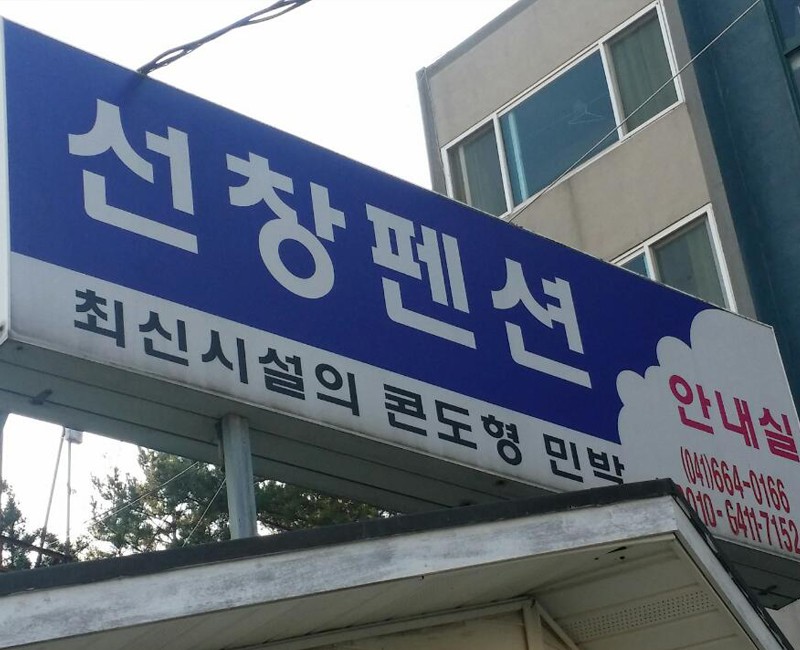 선창펜션
최신시설의 콘도형 민박
안내실
(041)664-0166
010-6411-7152